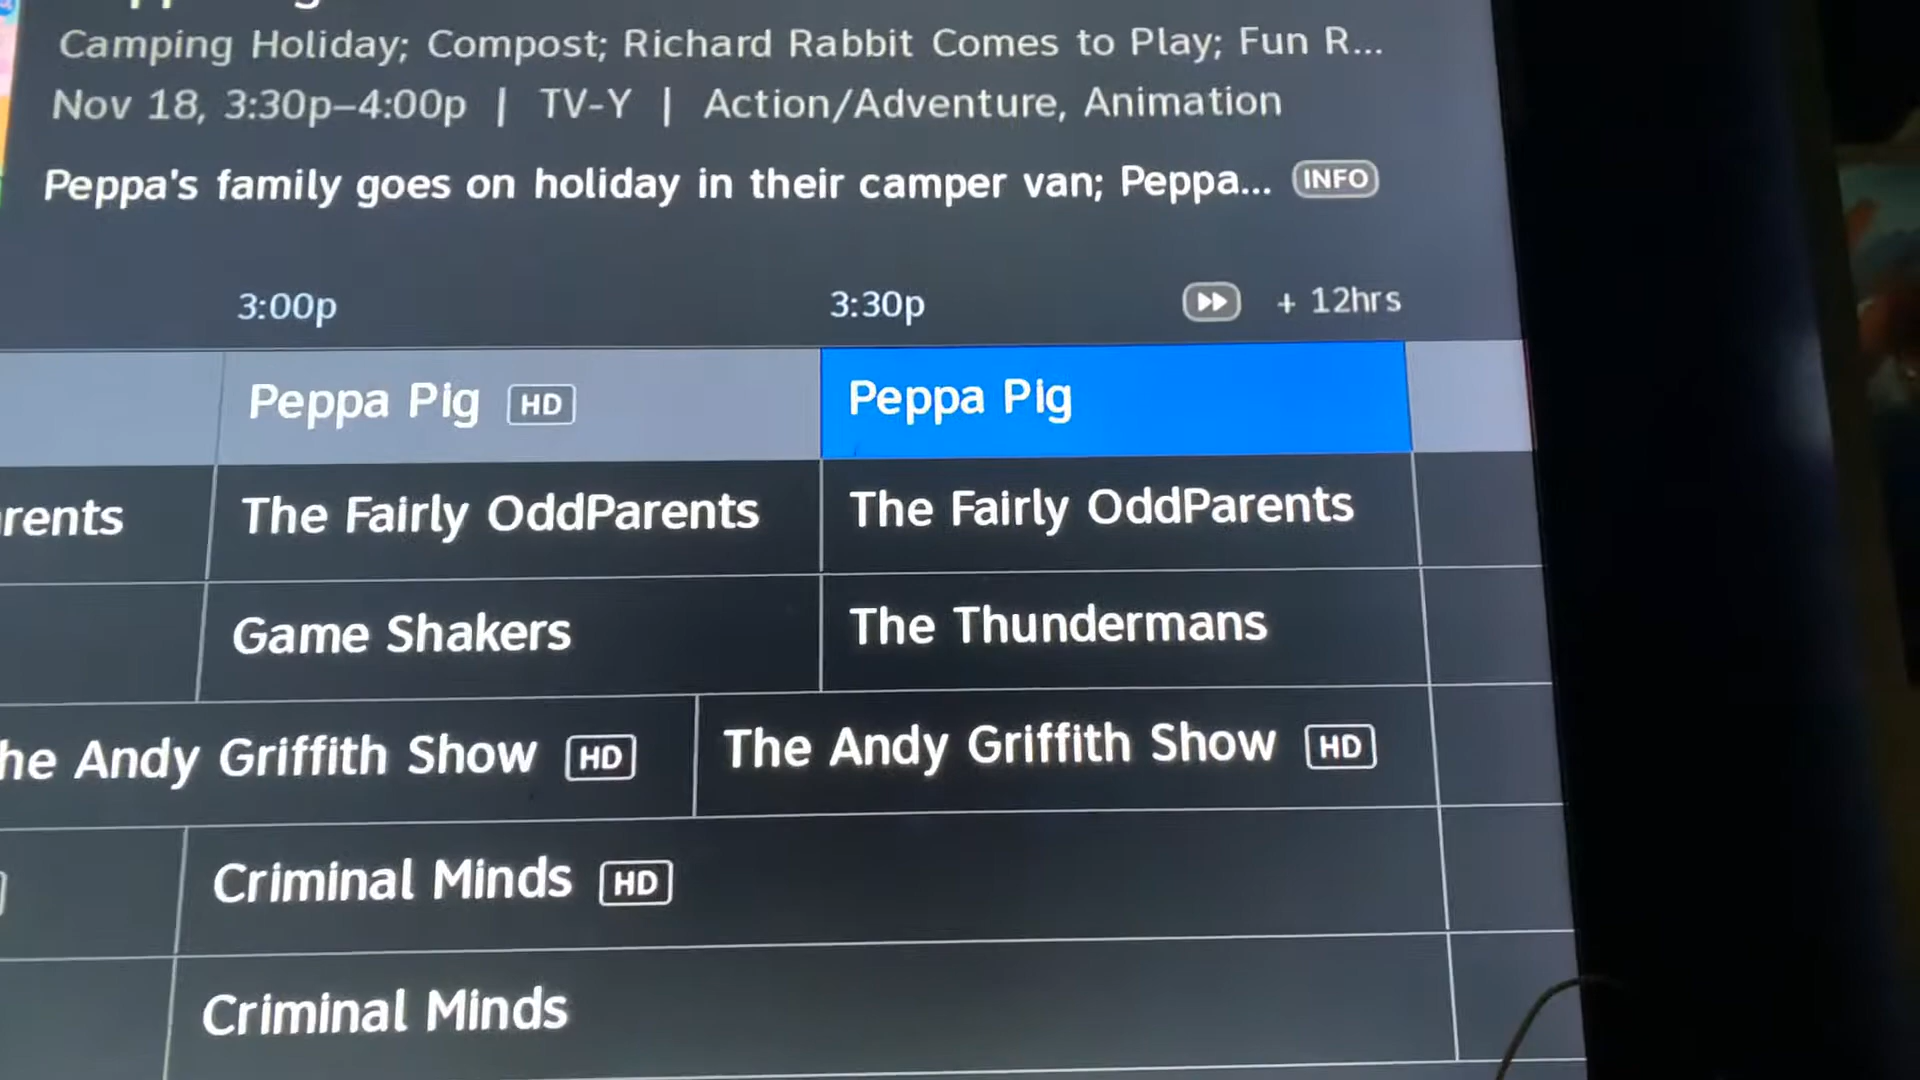 Camping Holiday; Compost; Richard Rabbit Comes to Play; Fun R...
Nov 18, 3:30p–4:00p | TV-Y | Action/Adventure, Animation
Peppa's family goes on holiday in their camper van; Peppa... INFO
3:00p 3:30p + 12hrs
Peppa Pig HD Peppa Pig
rents The Fairly OddParents The Fairly OddParents
Game Shakers The Thundermans
he Andy Griffith Show HD The Andy Griffith Show HD
Criminal Minds HD
Criminal Minds